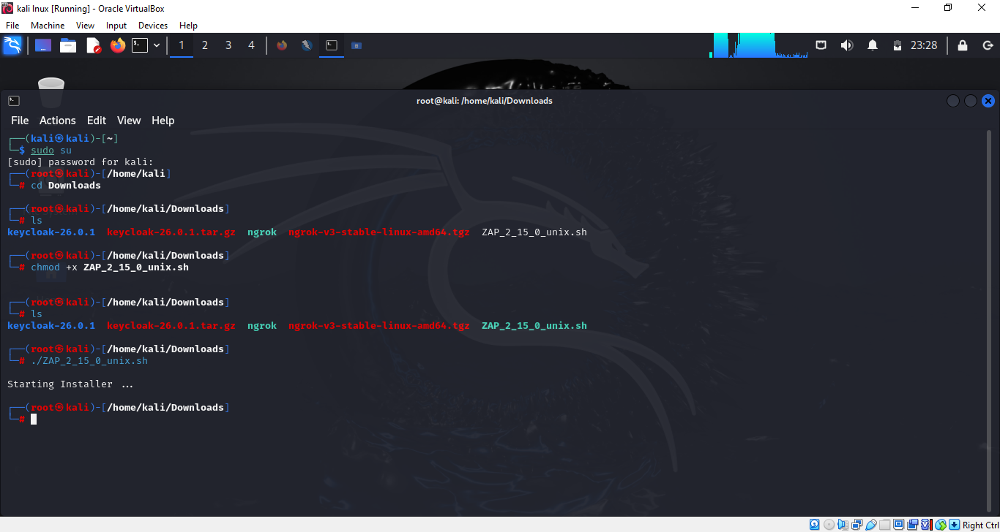 kali lnux [Running] - Oracle VirtualBox
File Machine View Input Devices Help
1 2 3 4 23:28
root@kali: /home/kali/Downloads
File Actions Edit View Help
┌──(kali㉿kali)-[~]
└─$ sudo su
[sudo] password for kali:
┌──(root㉿kali)-[/home/kali]
└─# cd Downloads
┌──(root㉿kali)-[/home/kali/Downloads]
└─# ls
keycloak-26.0.1 keycloak-26.0.1.tar.gz ngrok ngrok-v3-stable-linux-amd64.tgz ZAP_2_15_0_unix.sh
┌──(root㉿kali)-[/home/kali/Downloads]
└─# chmod +x ZAP_2_15_0_unix.sh
┌──(root㉿kali)-[/home/kali/Downloads]
└─# ls
keycloak-26.0.1 keycloak-26.0.1.tar.gz ngrok ngrok-v3-stable-linux-amd64.tgz ZAP_2_15_0_unix.sh
┌──(root㉿kali)-[/home/kali/Downloads]
└─# ./ZAP_2_15_0_unix.sh
Starting Installer ...
┌──(root㉿kali)-[/home/kali/Downloads]
└─#
Right Ctrl